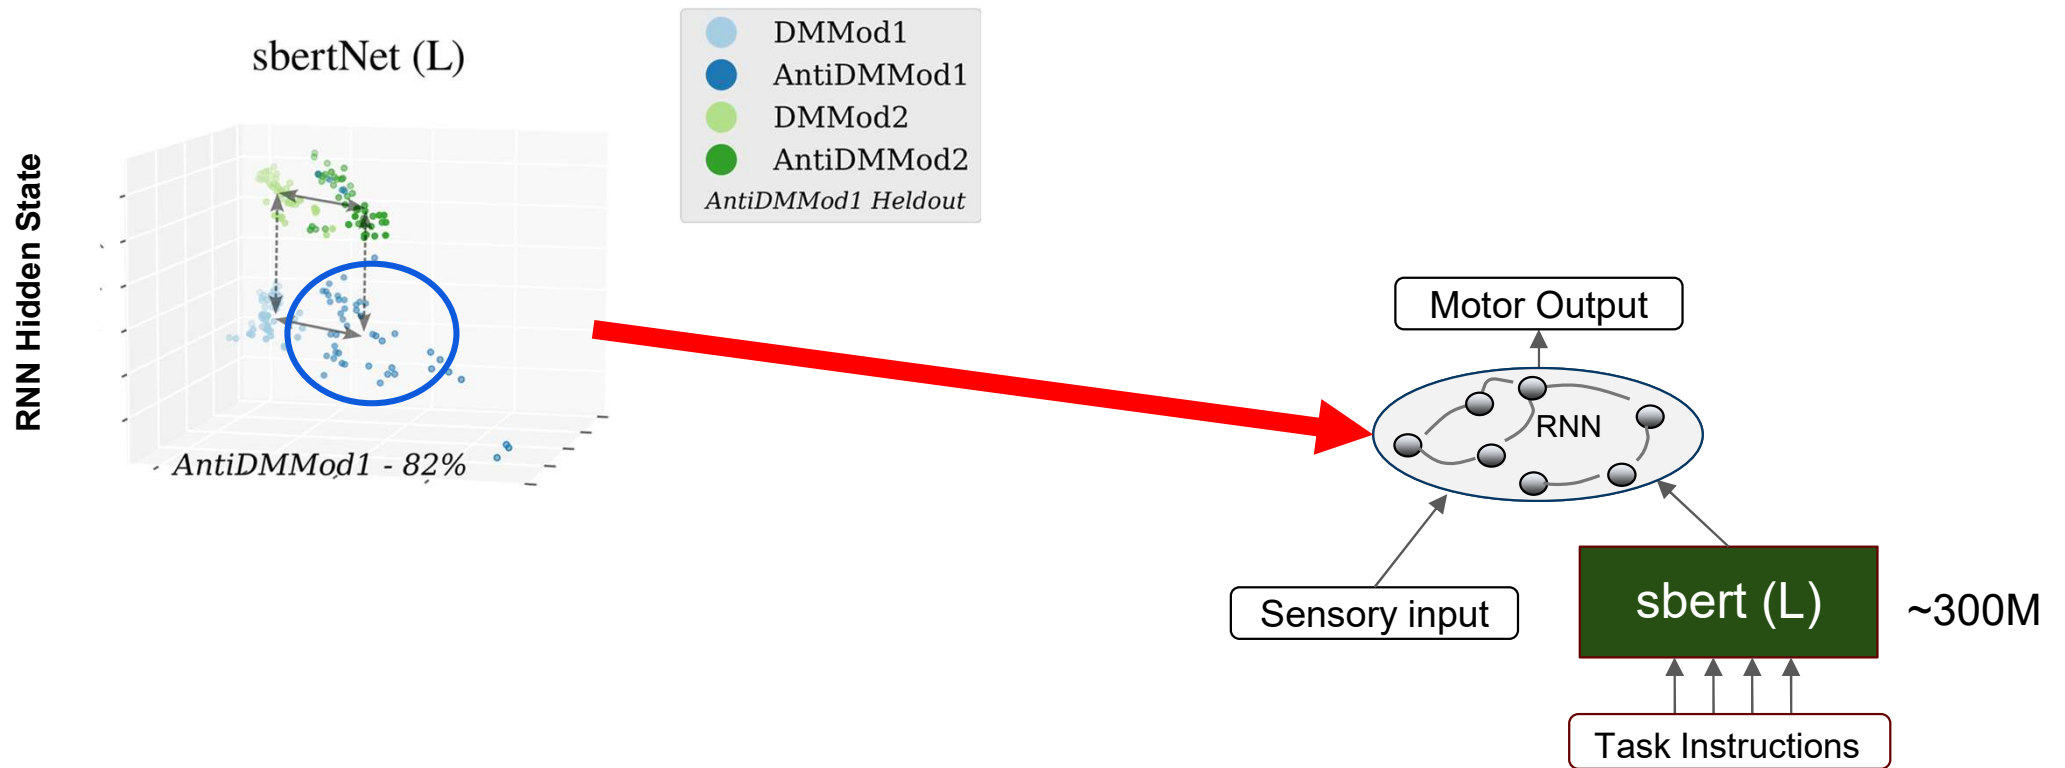 sbertNet (L)
RNN Hidden State
AntiDMMod1 - 82%
DMMod1
AntiDMMod1
DMMod2
AntiDMMod2
AntiDMMod1 Heldout
Motor Output
RNN
Sensory input
sbert (L)
~300M
Task Instructions